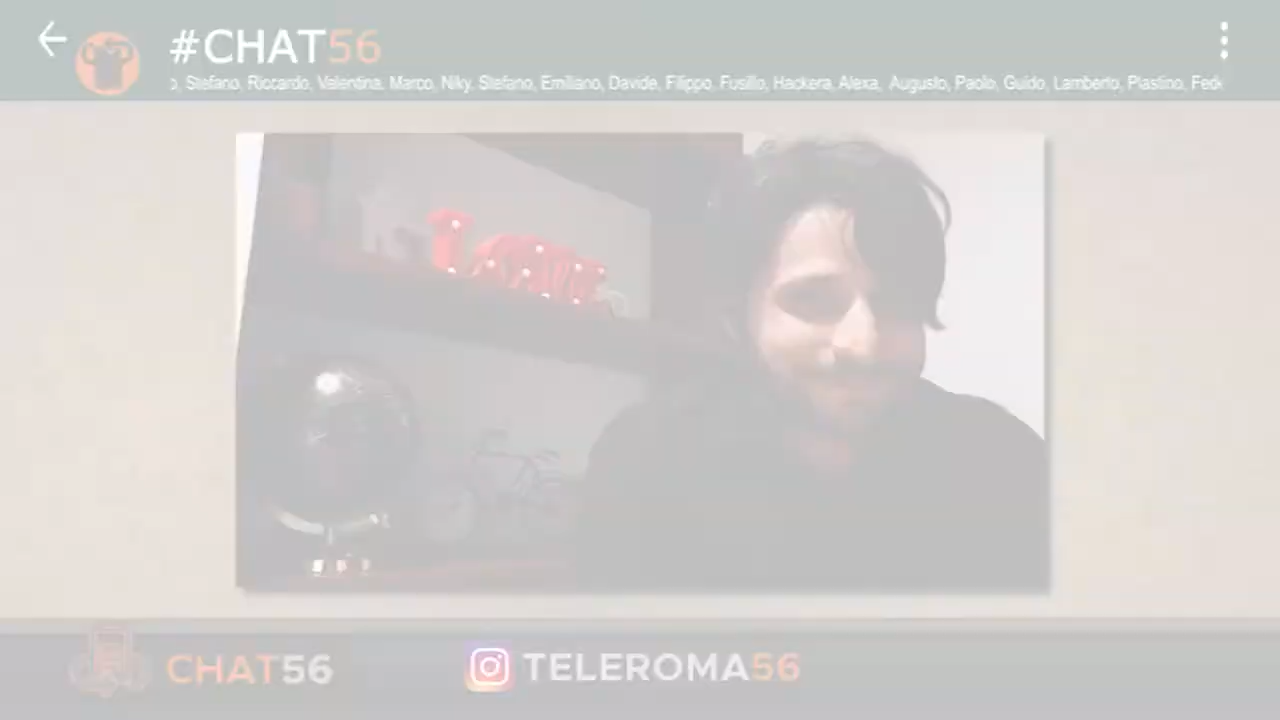 #CHAT56
o, Stefano, Riccardo, Valentina, Marco, Niky, Stefano, Emiliano, Davide, Filippo, Fusillo, Hackera, Alexa, Augusto, Paolo, Guido, Lamberto, Plastino, Fede
CHAT56
TELEROMA56